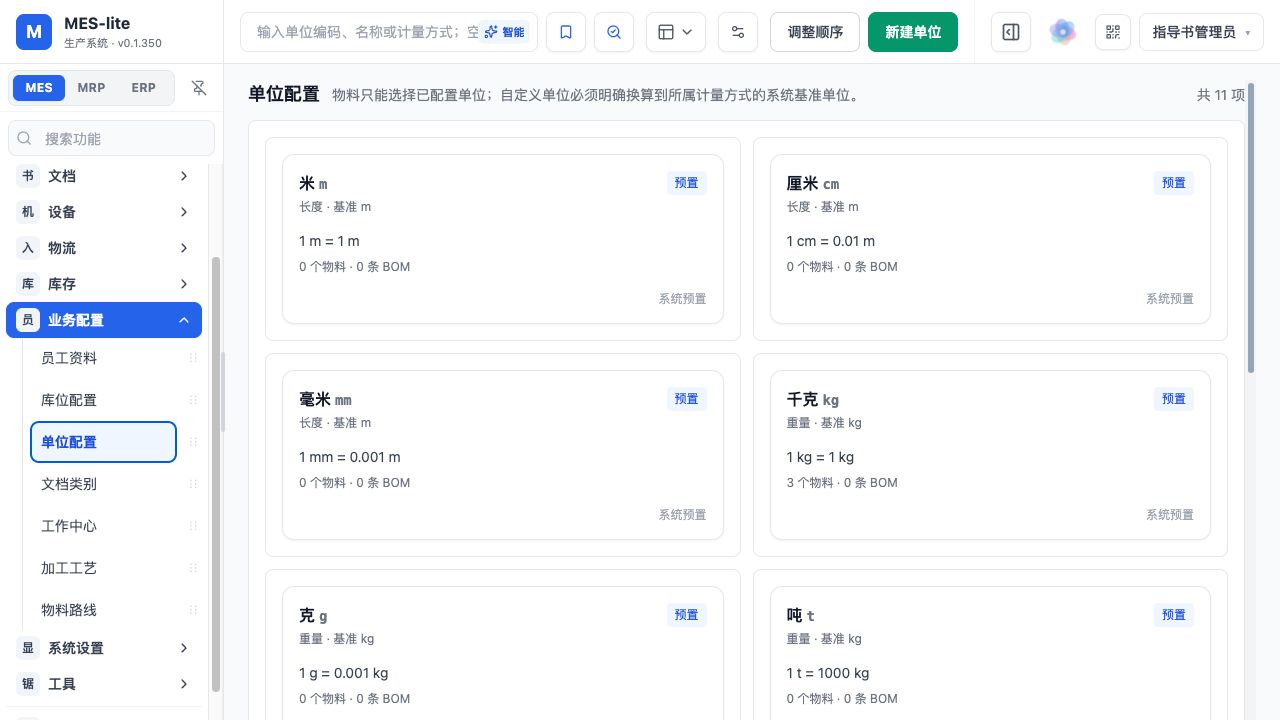 M
MES-lite
生产系统 · v0.1.350
MES
MRP
ERP
搜索功能
书 文档
机 设备
入 物流
库 库存
员 业务配置
员工资料
库位配置
单位配置
文档类别
工作中心
加工工艺
物料路线
显 系统设置
锯 工具
输入单位编码、名称或计量方式；空
智能
调整顺序
新建单位
指导书管理员
单位配置
物料只能选择已配置单位；自定义单位必须明确换算到所属计量方式的系统基准单位。
共 11 项
米 m
预置
长度 · 基准 m
1 m = 1 m
0 个物料 · 0 条 BOM
系统预置
厘米 cm
预置
长度 · 基准 m
1 cm = 0.01 m
0 个物料 · 0 条 BOM
系统预置
毫米 mm
预置
长度 · 基准 m
1 mm = 0.001 m
0 个物料 · 0 条 BOM
系统预置
千克 kg
预置
重量 · 基准 kg
1 kg = 1 kg
3 个物料 · 0 条 BOM
系统预置
克 g
预置
重量 · 基准 kg
1 g = 0.001 kg
0 个物料 · 0 条 BOM
吨 t
预置
重量 · 基准 kg
1 t = 1000 kg
0 个物料 · 0 条 BOM